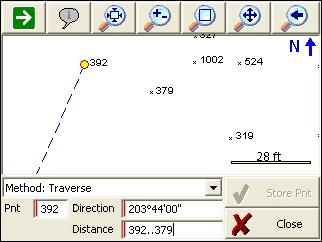 N
327
392
1002
524
379
319
28 ft
Method: Traverse
Store Pnt
Pnt 392 Direction 203°44'00"
Distance 392..379
Close